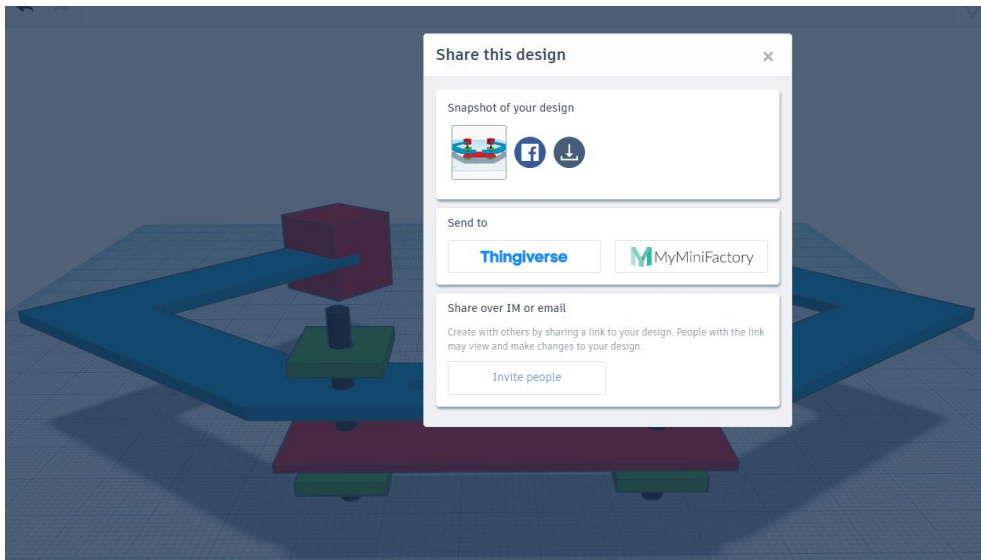 Share this design
Snapshot of your design
Send to
Thingiverse
MyMiniFactory
Share over IM or email
Create with others by sharing a link to your design. People with the link
may view and make changes to your design.
Invite people